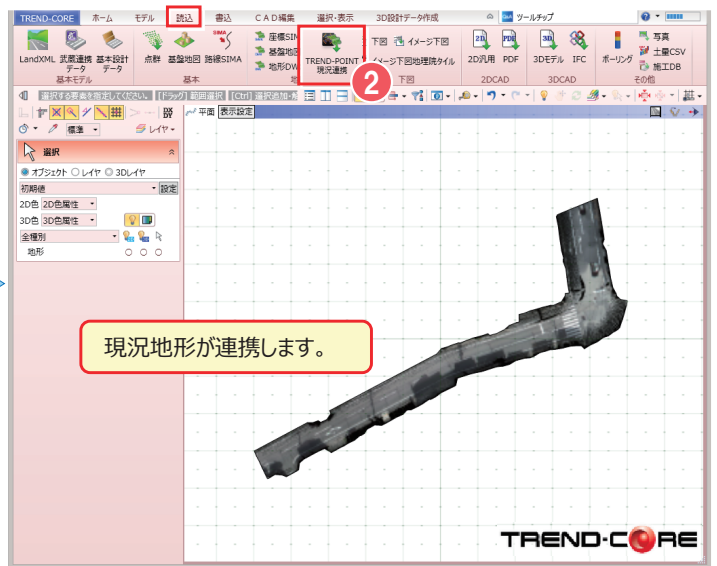 TREND-CORE ホーム モデル 読込 書込 CAD編集 選択・表示 3D設計データ作成 ツールチップ
LandXML 武蔵連携データ 基本設計データ 点群 基盤地図 路線SIMA
座標SIM
基盤地図
地形DW
TREND-POINT
現況連携
下図 イメージ下図
イメージ下図地理院タイル
2D汎用 PDF 3Dモデル IFC ボーリング
写真
土量CSV
施工DB
基本モデル 基本 下図 2DCAD 3DCAD その他
2
選択する要素を指定してください。 [ドラッグ] 範囲選択 [Ctrl] 選択追加・
標準 レイヤ
平面 表示設定
選択
オブジェクト レイヤ 3Dレイヤ
初期値 設定
2D色 2D色属性
3D色 3D色属性
全種別
地形
現況地形が連携します。
TREND-CORE